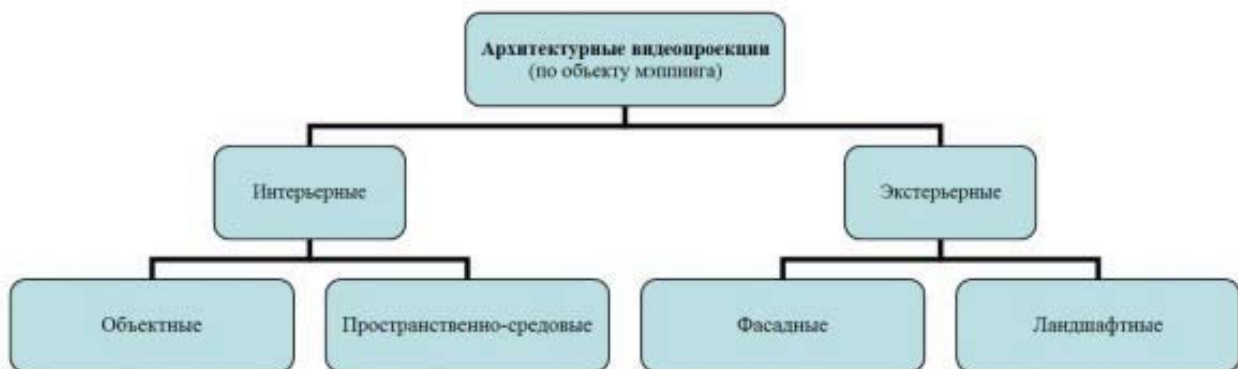 Архитектурные видеопроекции
(по объекту мэппинга)
Интерьерные
Экстерьерные
Объектные
Пространственно-средовые
Фасадные
Ландшафтные